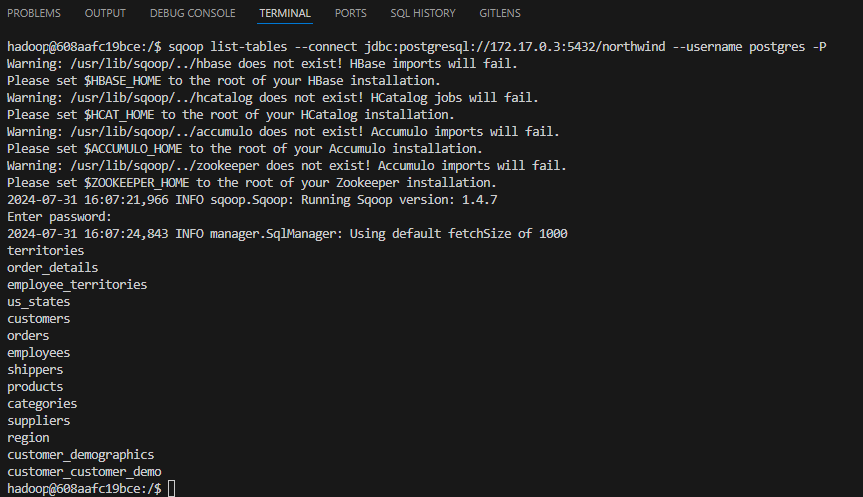 PROBLEMS OUTPUT DEBUG CONSOLE TERMINAL PORTS SQL HISTORY GITLENS
hadoop@608aafc19bce:/$ sqoop list-tables --connect jdbc:postgresql://172.17.0.3:5432/northwind --username postgres -P
Warning: /usr/lib/sqoop/../hbase does not exist! HBase imports will fail.
Please set $HBASE_HOME to the root of your HBase installation.
Warning: /usr/lib/sqoop/../hcatalog does not exist! HCatalog jobs will fail.
Please set $HCAT_HOME to the root of your HCatalog installation.
Warning: /usr/lib/sqoop/../accumulo does not exist! Accumulo imports will fail.
Please set $ACCUMULO_HOME to the root of your Accumulo installation.
Warning: /usr/lib/sqoop/../zookeeper does not exist! Accumulo imports will fail.
Please set $ZOOKEEPER_HOME to the root of your Zookeeper installation.
2024-07-31 16:07:21,966 INFO sqoop.Sqoop: Running Sqoop version: 1.4.7
Enter password:
2024-07-31 16:07:24,843 INFO manager.SqlManager: Using default fetchSize of 1000
territories
order_details
employee_territories
us_states
customers
orders
employees
shippers
products
categories
suppliers
region
customer_demographics
customer_customer_demo
hadoop@608aafc19bce:/$